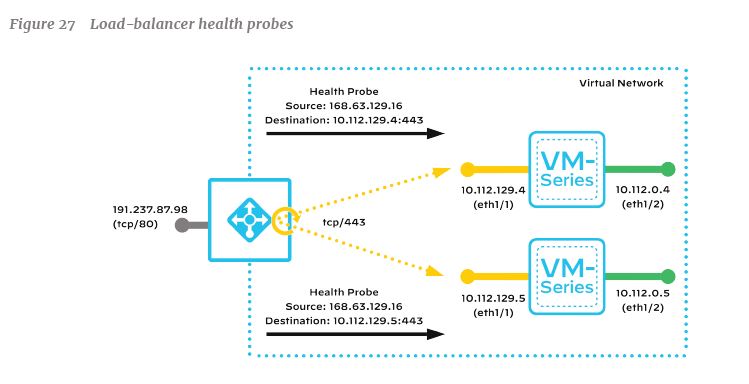 Figure 27 Load-balancer health probes
Virtual Network
Health Probe
Source: 168.63.129.16
Destination: 10.112.129.4:443
VM-
Series
10.112.129.4
(eth1/1)
10.112.0.4
(eth1/2)
191.237.87.98
(tcp/80)
tcp/443
VM-
Series
10.112.129.5
(eth1/1)
10.112.0.5
(eth1/2)
Health Probe
Source: 168.63.129.16
Destination: 10.112.129.5:443